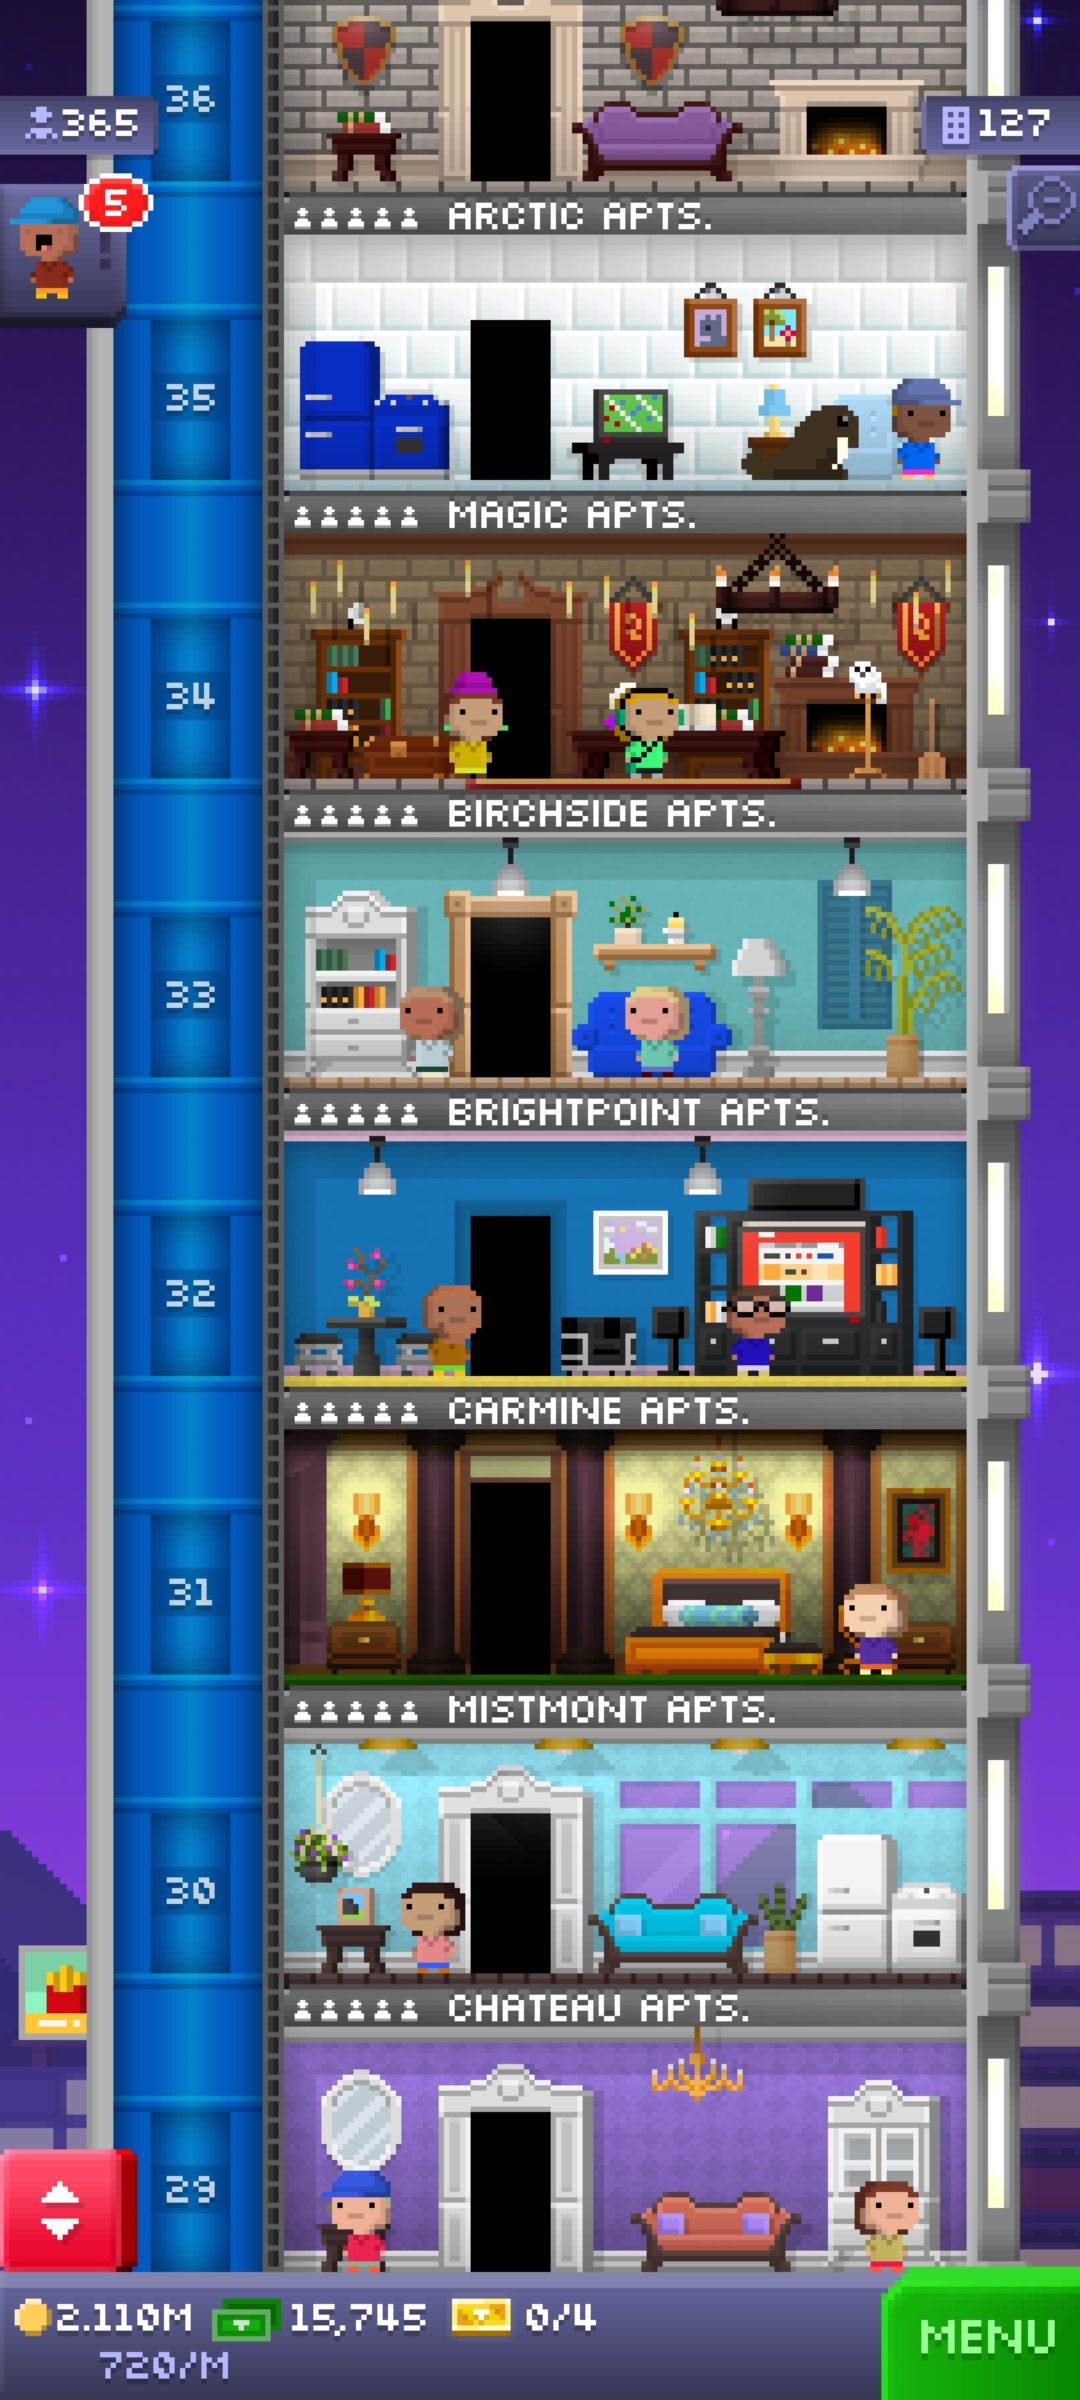 36
365
127
5
ARCTIC APTS.
35
MAGIC APTS.
34
BIRCHSIDE APTS.
33
BRIGHTPOINT APTS.
32
CARMINE APTS.
31
MISTMONT APTS.
30
CHATEAU APTS.
29
2.110M 15,745 0/4
720/M
MENU